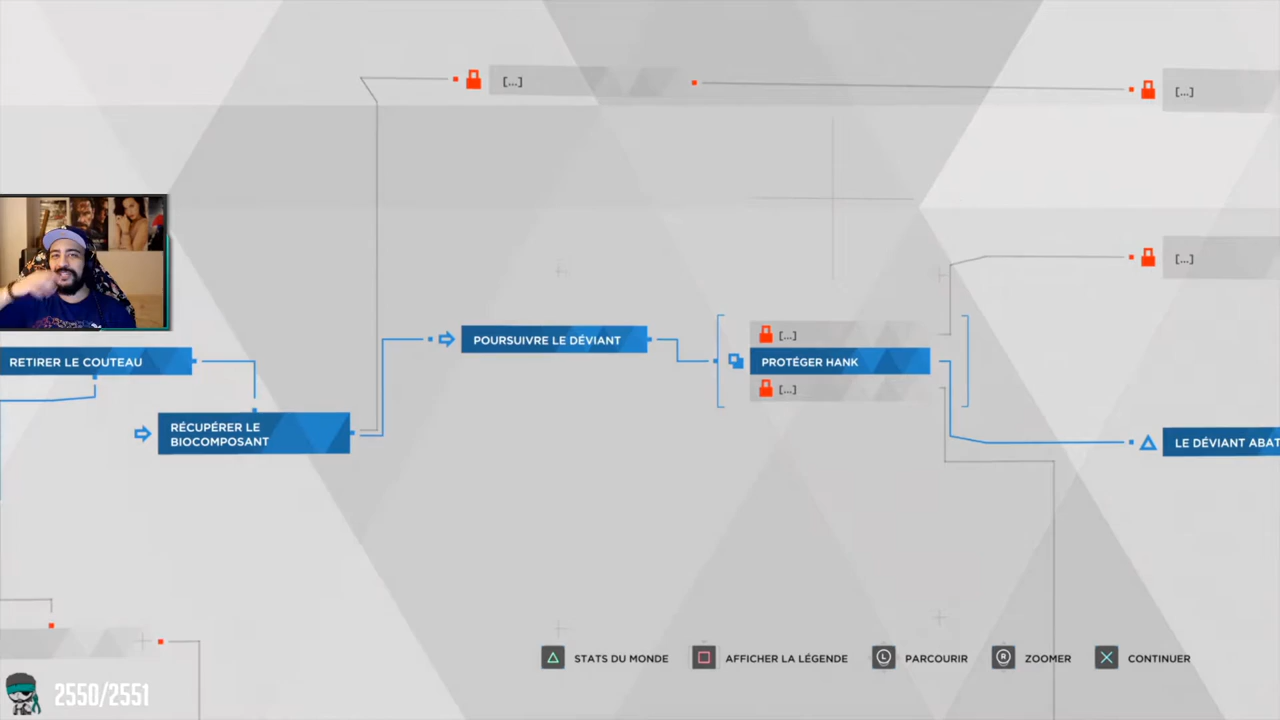 [...]
[...]
[...]
[...]
POURSUIVRE LE DÉVIANT
PROTÉGER HANK
RETIRER LE COUTEAU
[...]
RÉCUPÉRER LE
BIOCOMPOSANT
LE DÉVIANT ABAT
STATS DU MONDE
AFFICHER LA LÉGENDE
L PARCOURIR
R ZOOMER
CONTINUER
2550/2551